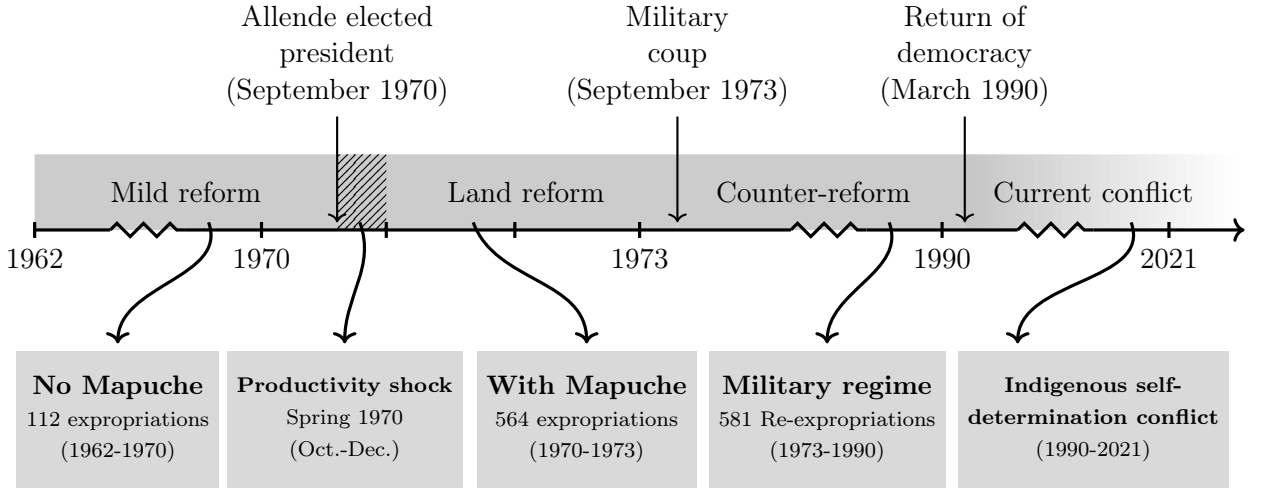 Allende elected
president
(September 1970)
Military
coup
(September 1973)
Return of
democracy
(March 1990)
Mild reform
Land reform
Counter-reform
Current conflict
1962
1970
1973
1990
2021
No Mapuche
112 expropriations
(1962-1970)
Productivity shock
Spring 1970
(Oct.-Dec.)
With Mapuche
564 expropriations
(1970-1973)
Military regime
581 Re-expropriations
(1973-1990)
Indigenous self-
determination conflict
(1990-2021)